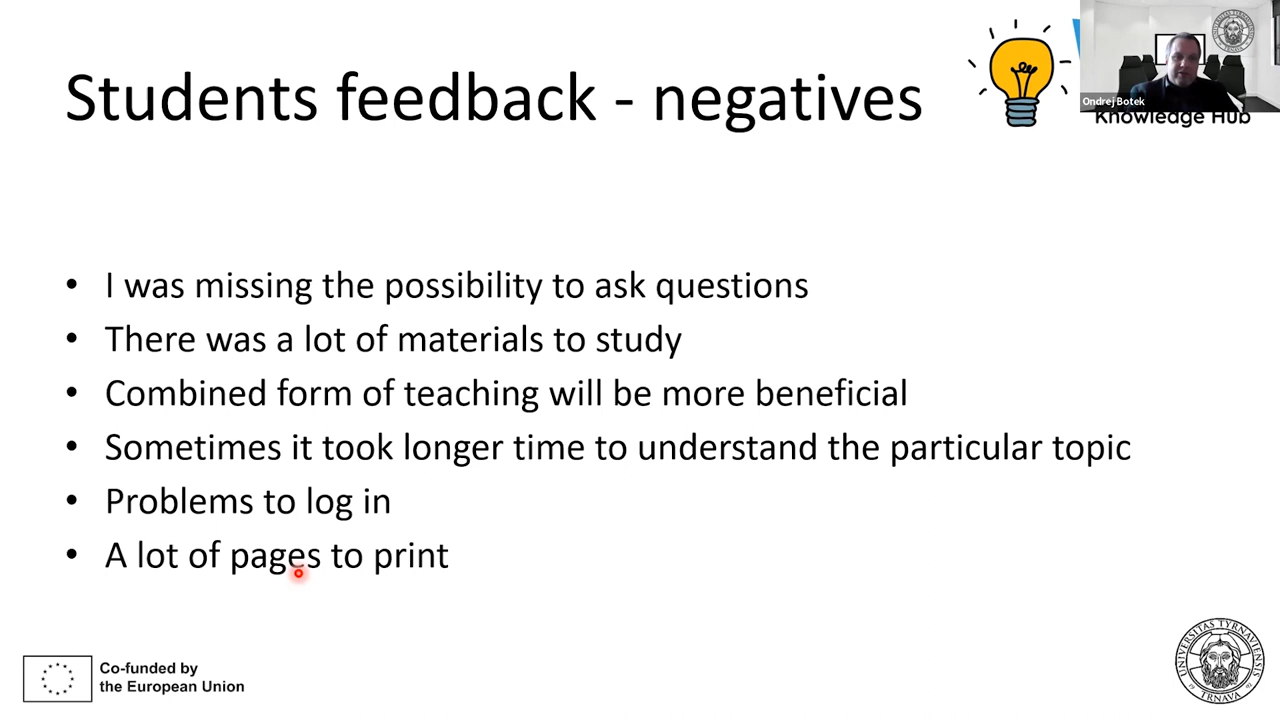 Students feedback - negatives
Ondrej Botek
Knowledge Hub
• I was missing the possibility to ask questions
• There was a lot of materials to study
• Combined form of teaching will be more beneficial
• Sometimes it took longer time to understand the particular topic
• Problems to log in
• A lot of pages to print
Co-funded by
the European Union
UNIVERSITAS TYRNAVIENSIS
TRNAVA